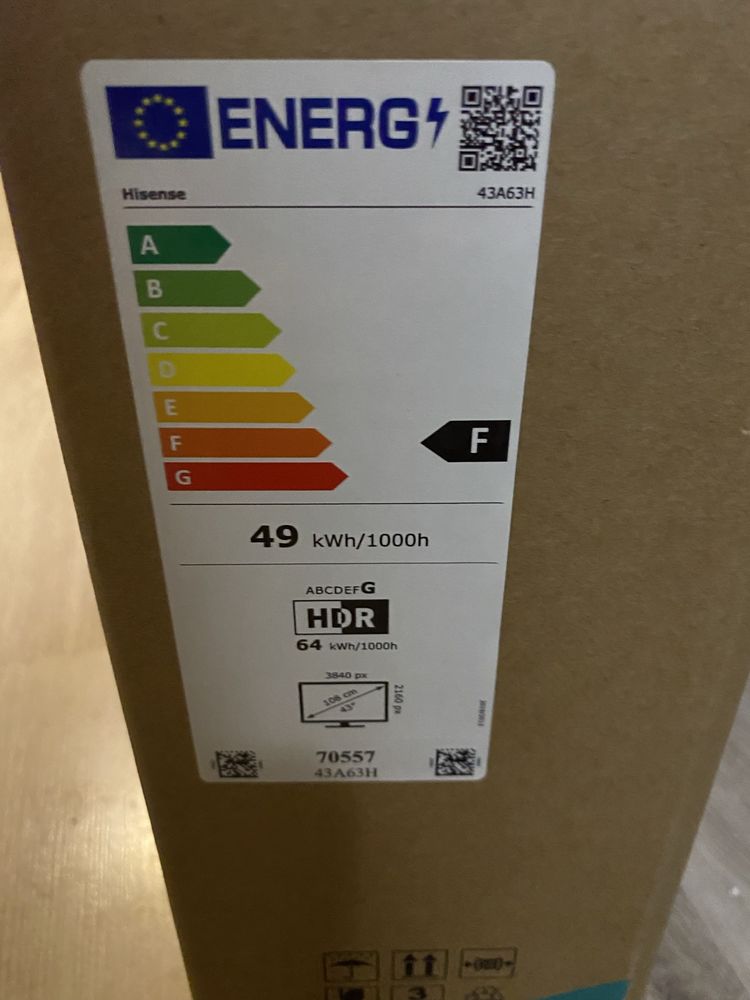 ENERG
Hisense 43A63H
A
B
C
D
E
F
F
G
49 kWh/1000h
ABCDEFG
HDR
64 kWh/1000h
3840 px
108 cm
43"
2160 px
70557
43A63H
3